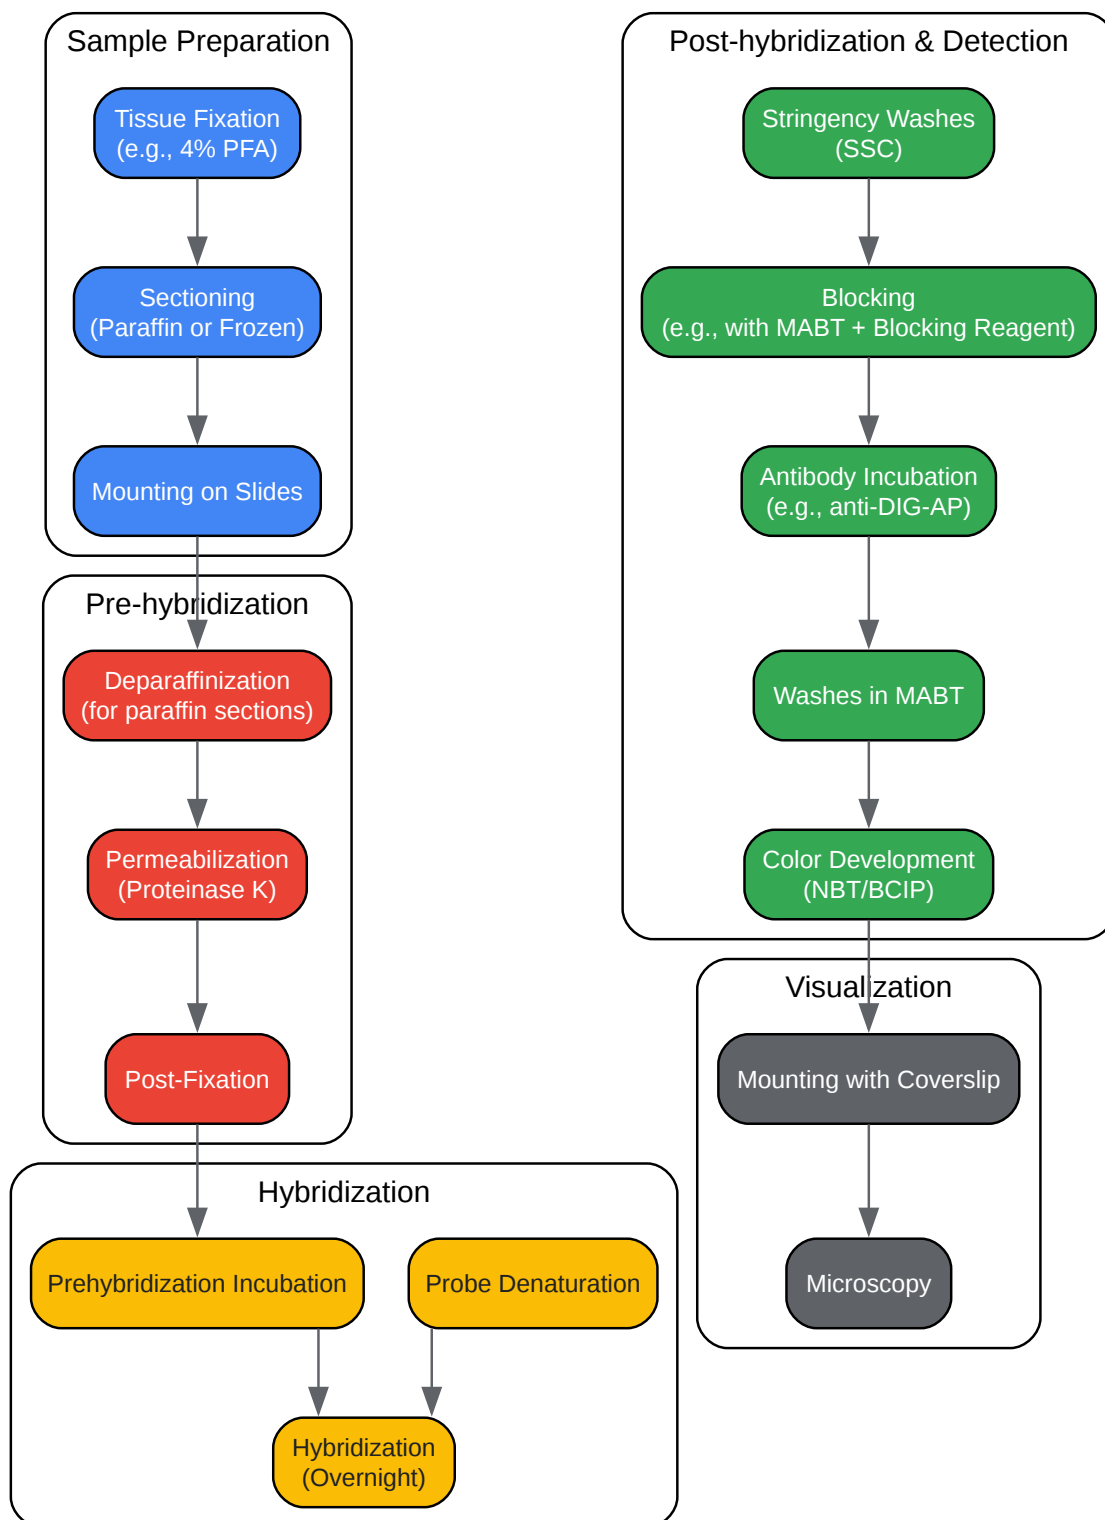 Sample Preparation
Tissue Fixation
(e.g., 4% PFA)
Sectioning
(Paraffin or Frozen)
Mounting on Slides
Pre-hybridization
Deparaffinization
(for paraffin sections)
Permeabilization
(Proteinase K)
Post-Fixation
Hybridization
Prehybridization Incubation
Probe Denaturation
Hybridization
(Overnight)
Post-hybridization & Detection
Stringency Washes
(SSC)
Blocking
(e.g., with MABT + Blocking Reagent)
Antibody Incubation
(e.g., anti-DIG-AP)
Washes in MABT
Color Development
(NBT/BCIP)
Visualization
Mounting with Coverslip
Microscopy